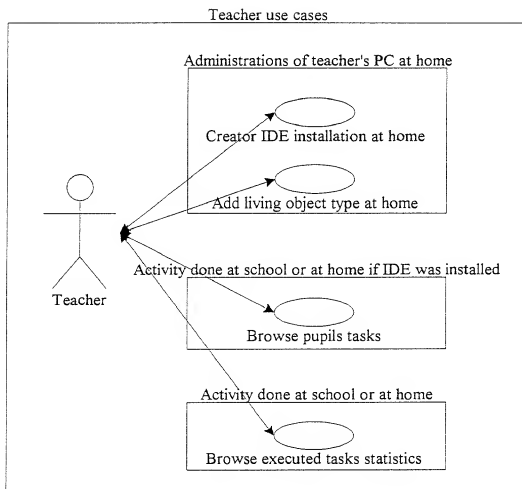 Teacher use cases
Administrations of teacher's PC at home
Creator IDE installation at home
Add living object type at home
Teacher
Activity done at school or at home if IDE was installed
Browse pupils tasks
Activity done at school or at home
Browse executed tasks statistics